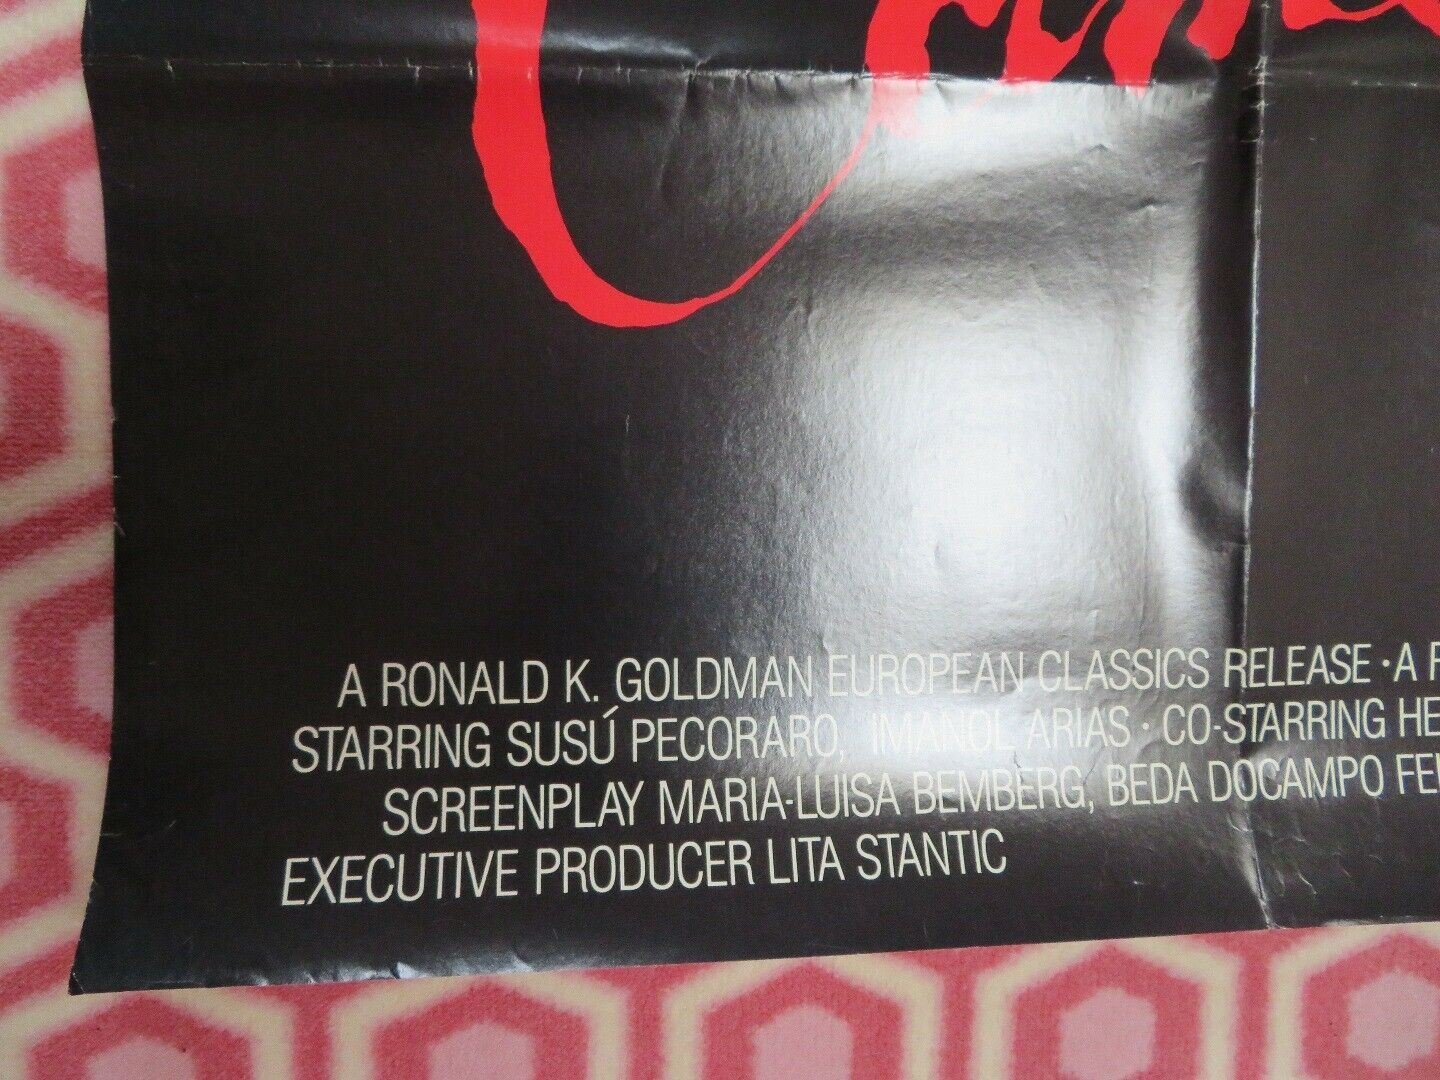 A RONALD K. GOLDMAN EUROPEAN CLASSICS RELEASE · A
STARRING SUSÚ PECORARO, IMANOL ARIAS · CO-STARRING
SCREENPLAY MARIA-LUISA BEMBERG, BEDA DOCAMPO
EXECUTIVE PRODUCER LITA STANTIC